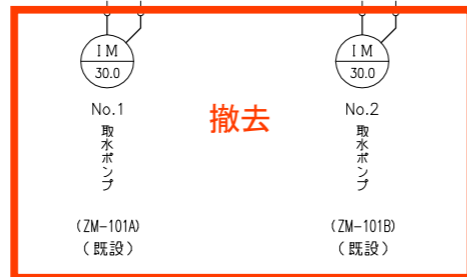 IM
30.0
No.1
取水ポンプ
(ZM-101A)
(既設)
撤去
IM
30.0
No.2
取水ポンプ
(ZM-101B)
(既設)